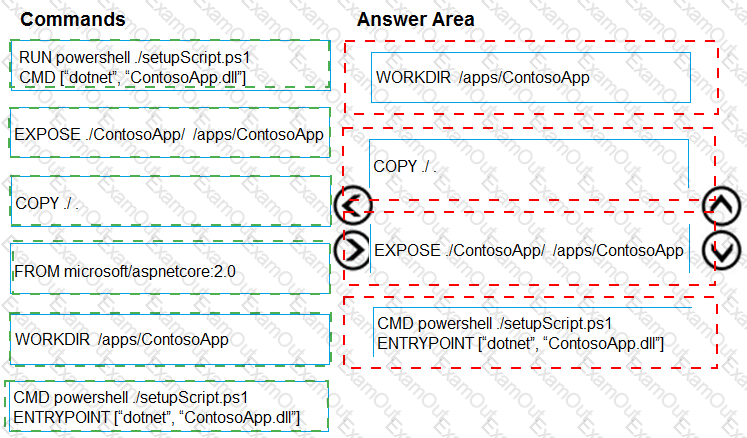 Commands
Answer Area
RUN powershell ./setupScript.ps1
CMD [“dotnet”, “ContosoApp.dll”]
EXPOSE ./ContosoApp/ /apps/ContosoApp
COPY ./ .
FROM microsoft/aspnetcore:2.0
WORKDIR /apps/ContosoApp
CMD powershell ./setupScript.ps1
ENTRYPOINT [“dotnet”, “ContosoApp.dll”]
WORKDIR /apps/ContosoApp
COPY ./ .
EXPOSE ./ContosoApp/ /apps/ContosoApp
CMD powershell ./setupScript.ps1
ENTRYPOINT [“dotnet”, “ContosoApp.dll”]